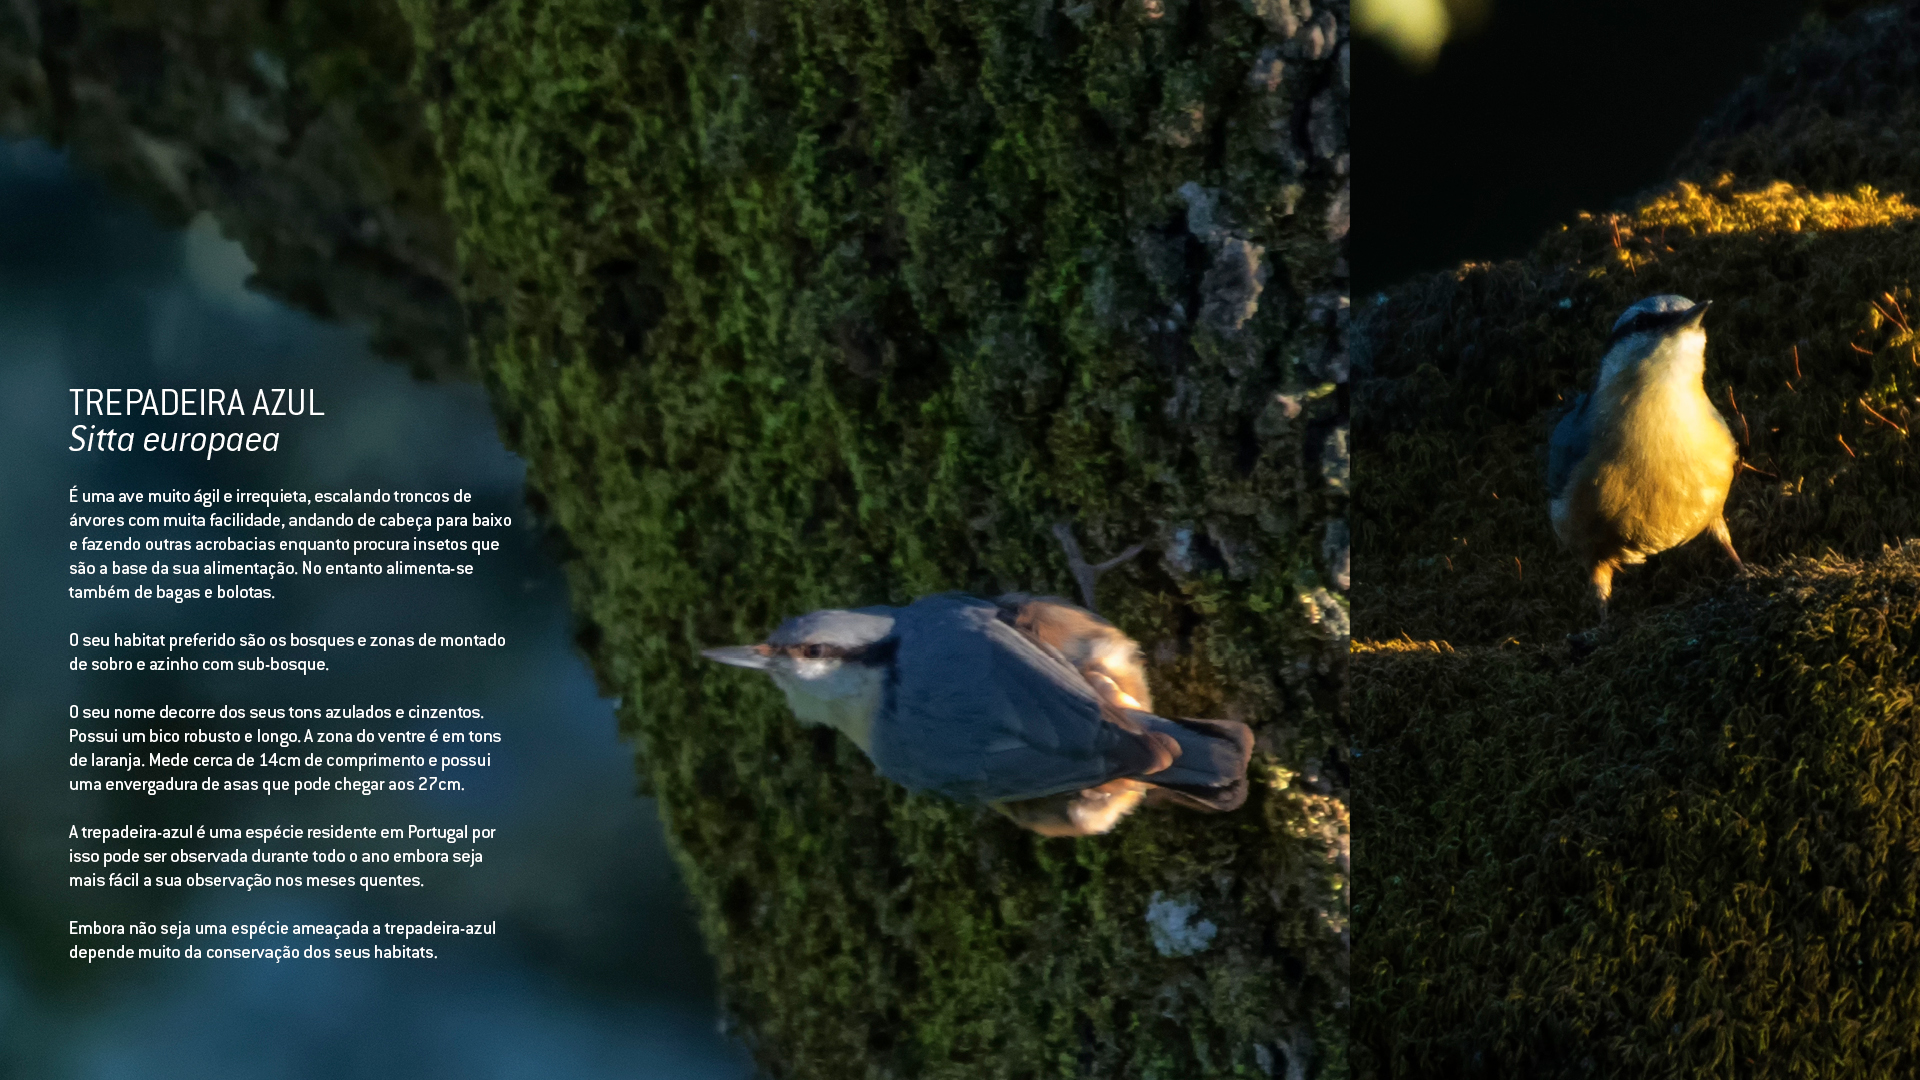 TREPADEIRA AZUL
Sitta europaea
É uma ave muito ágil e irrequieta, escalando troncos de
árvores com muita facilidade, andando de cabeça para baixo
e fazendo outras acrobacias enquanto procura insetos que
são a base da sua alimentação. No entanto alimenta-se
também de bagas e bolotas.
O seu habitat preferido são os bosques e zonas de montado
de sobro e azinho com sub-bosque.
O seu nome decorre dos seus tons azulados e cinzentos.
Possui um bico robusto e longo. A zona do ventre é em tons
de laranja. Mede cerca de 14cm de comprimento e possui
uma envergadura de asas que pode chegar aos 27cm.
A trepadeira-azul é uma espécie residente em Portugal por
isso pode ser observada durante todo o ano embora seja
mais fácil a sua observação nos meses quentes.
Embora não seja uma espécie ameaçada a trepadeira-azul
depende muito da conservação dos seus habitats.